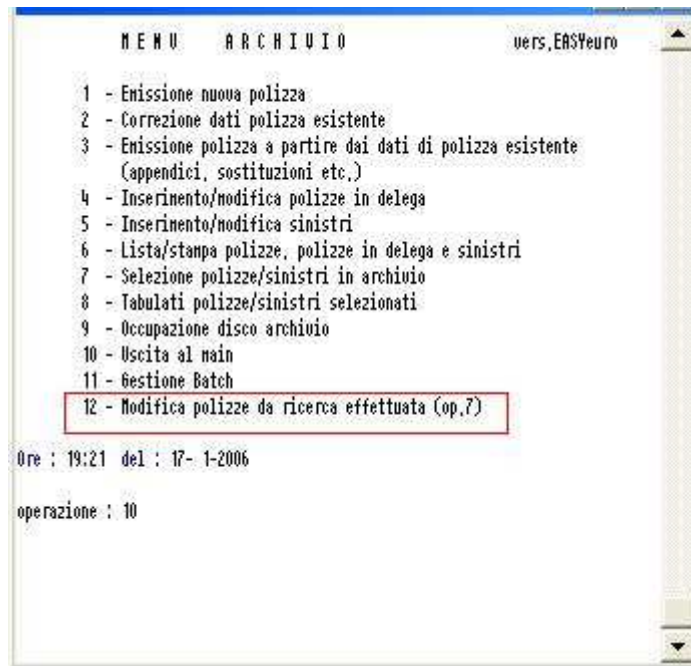 MENU ARCHIVIO vers.EASYeuro
1 - Emissione nuova polizza
2 - Correzione dati polizza esistente
3 - Emissione polizza a partire dai dati di polizza esistente
(appendici, sostituzioni etc.)
4 - Inserimento/modifica polizze in delega
5 - Inserimento/modifica sinistri
6 - Lista/stampa polizze, polizze in delega e sinistri
7 - Selezione polizze/sinistri in archivio
8 - Tabulati polizze/sinistri selezionati
9 - Occupazione disco archivio
10 - Uscita al main
11 - Gestione Batch
12 - Modifica polizze da ricerca effettuata (op.7)
Ore : 19:21 del : 17- 1-2006
operazione : 10